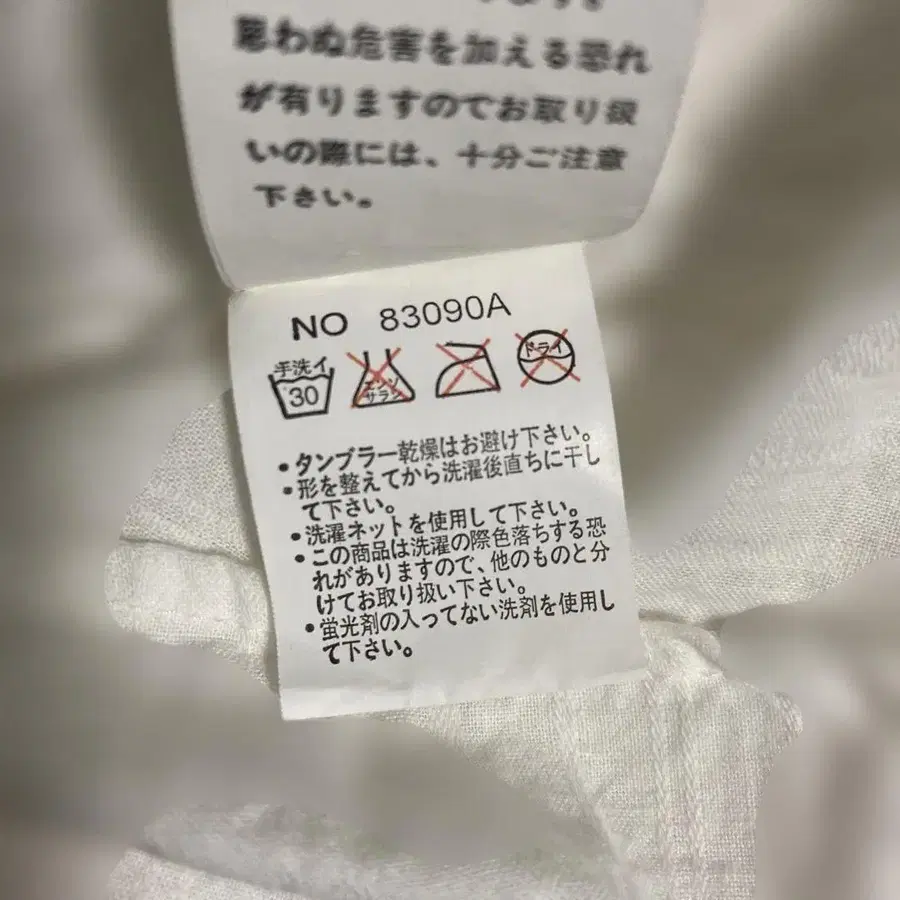 思わぬ危害を加える恐れ
が有りますのでお取り扱
いの際には、十分ご注意
下さい。
NO 83090A
手洗イ
30
エンソ
サラシ
ドライ
・タンブラー乾燥はお避け下さい。
・形を整えてから洗濯後直ちに干し
て下さい。
・洗濯ネットを使用して下さい。
・この商品は洗濯の際色落ちする恐
れがありますので、他のものと分
けてお取り扱い下さい。
・蛍光剤の入ってない洗剤を使用し
て下さい。